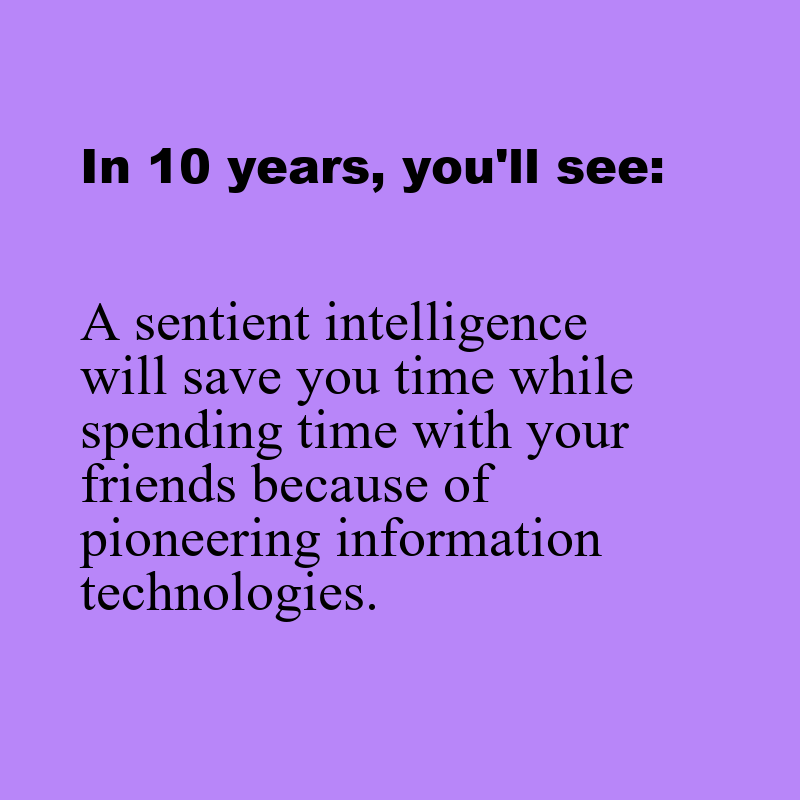 In 10 years, you'll see:
A sentient intelligence
will save you time while
spending time with your
friends because of
pioneering information
technologies.